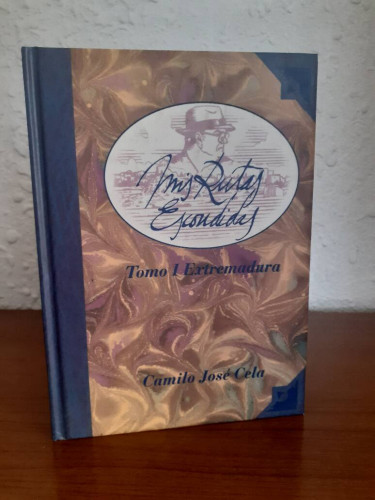 Mis Rutas
Escondidas
Tomo I Extremadura
Camilo José Cela